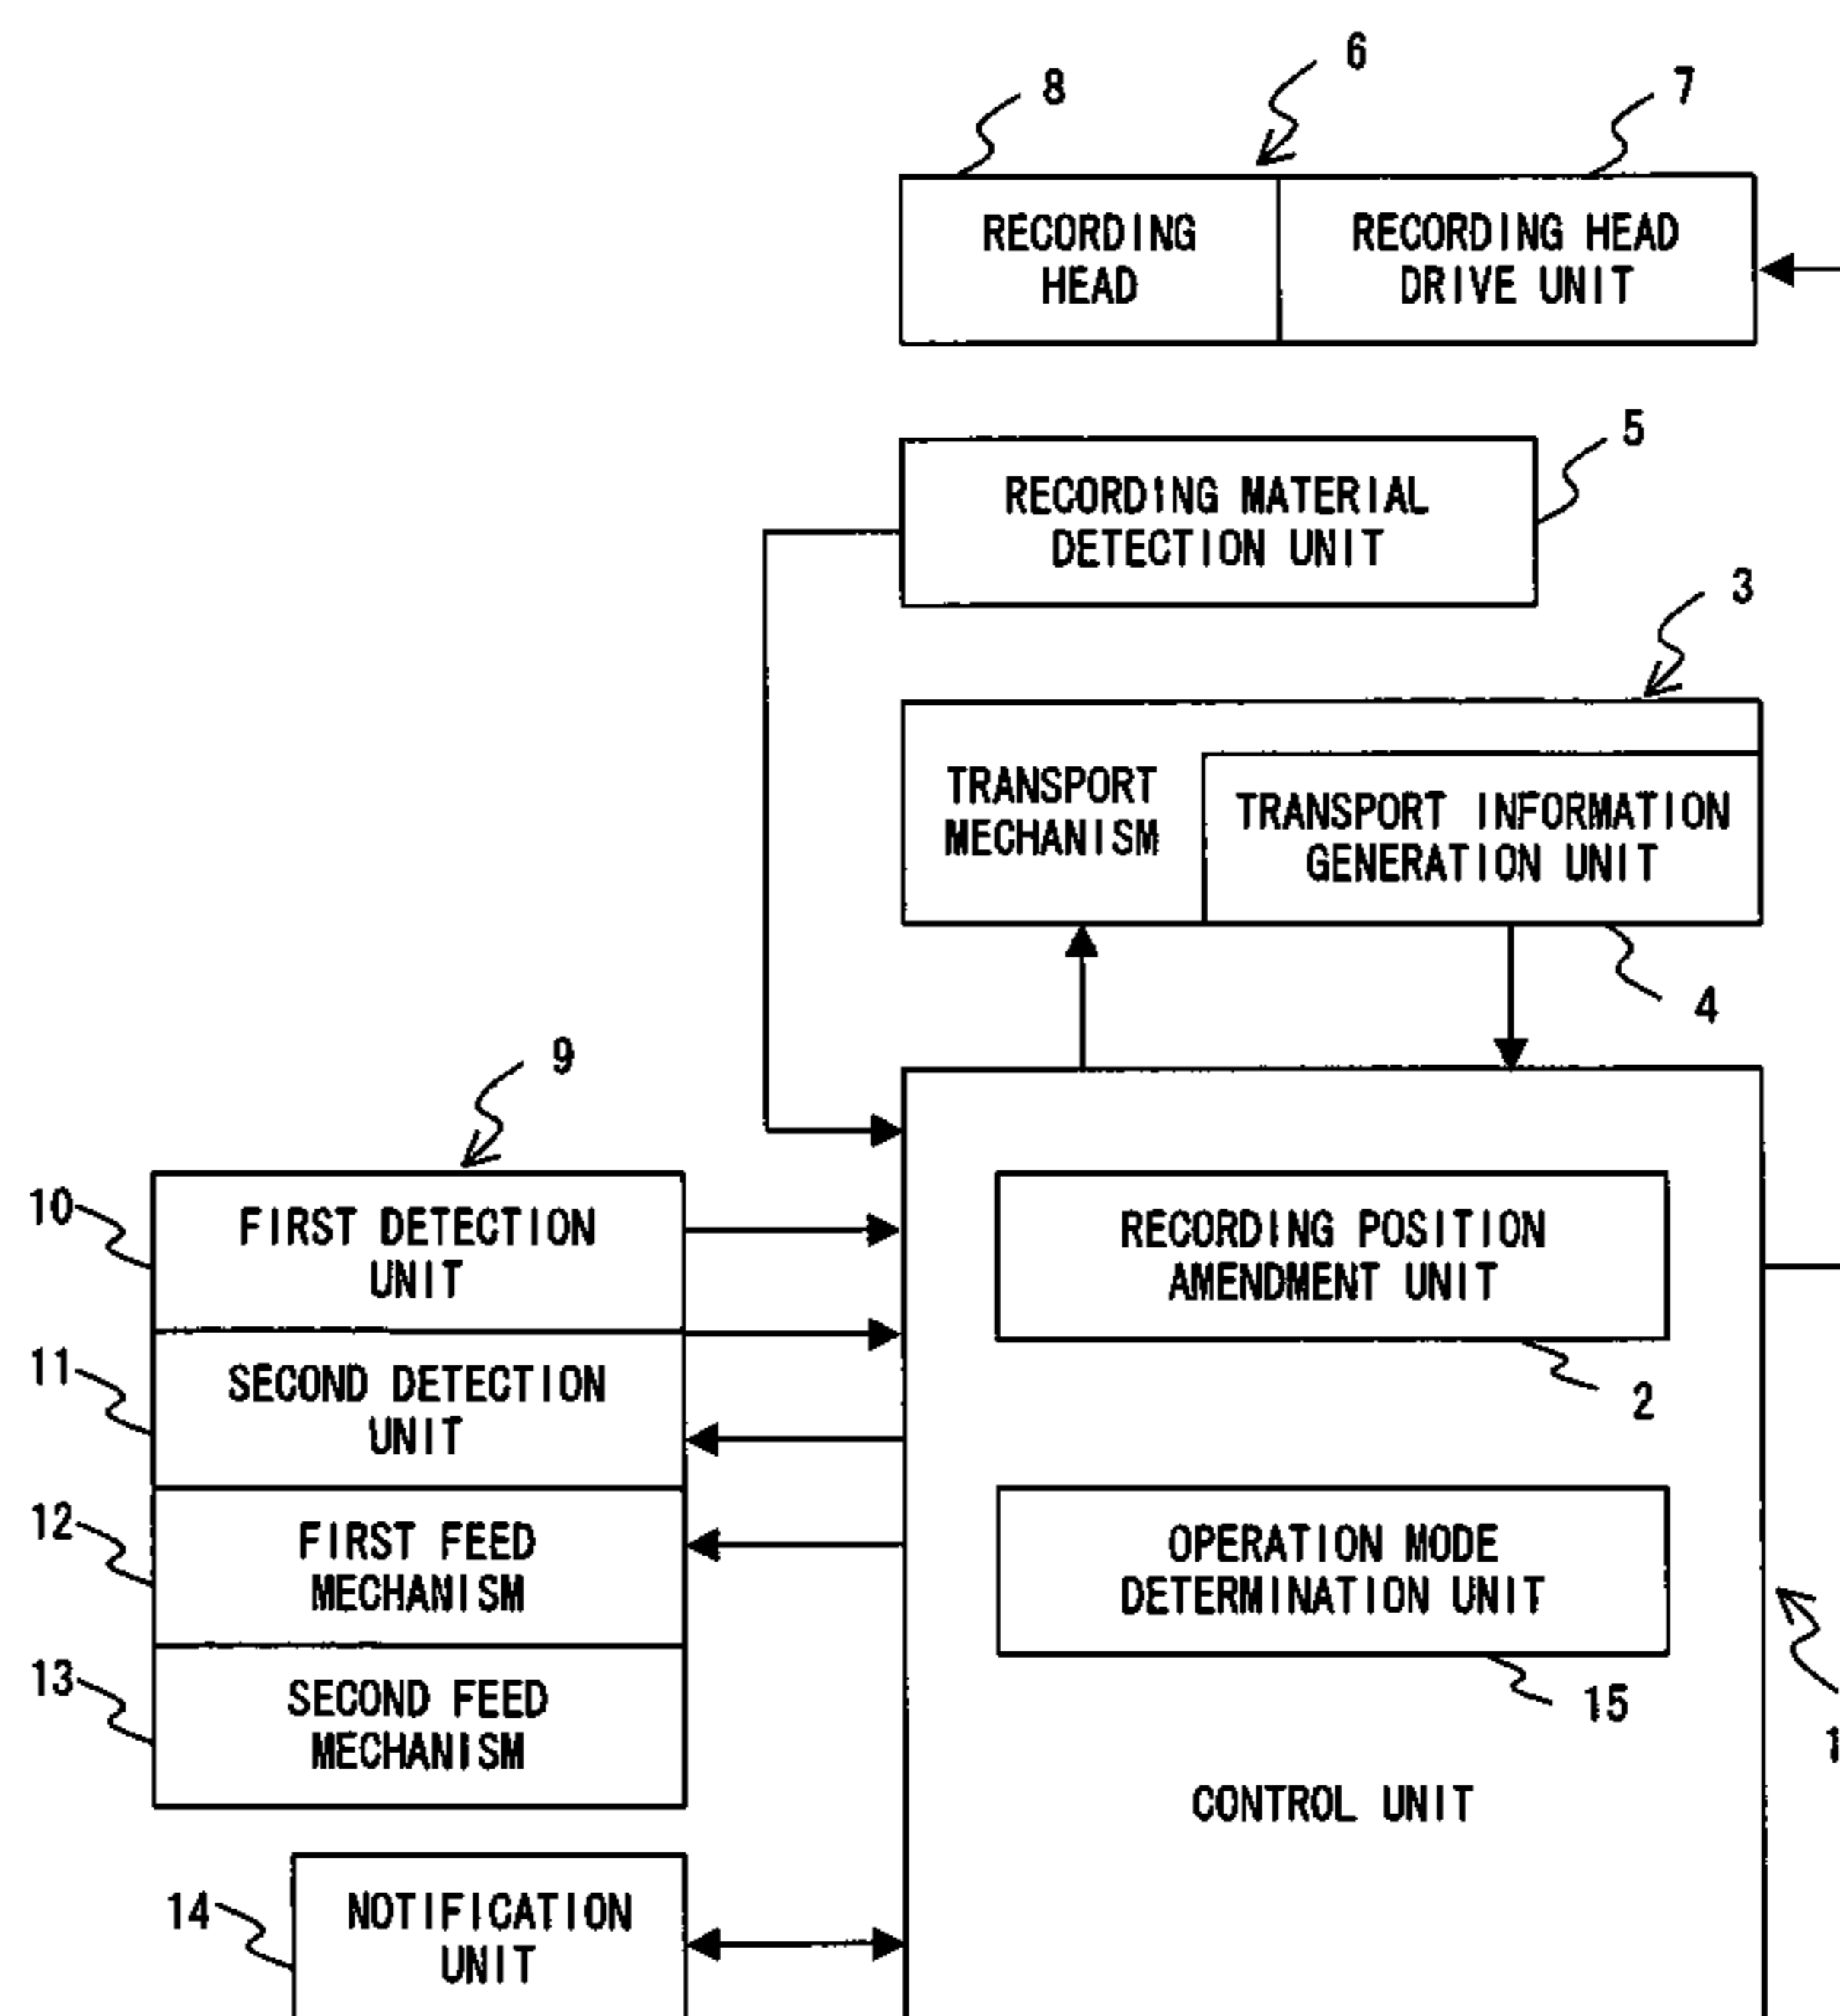 6
8
7
RECORDING
HEAD
RECORDING HEAD
DRIVE UNIT
5
RECORDING MATERIAL
DETECTION UNIT
3
TRANSPORT
MECHANISM
TRANSPORT INFORMATION
GENERATION UNIT
4
9
10
FIRST DETECTION
UNIT
RECORDING POSITION
AMENDMENT UNIT
2
11
SECOND DETECTION
UNIT
12
FIRST FEED
MECHANISM
OPERATION MODE
DETERMINATION UNIT
15
1
13
SECOND FEED
MECHANISM
CONTROL UNIT
14
NOTIFICATION
UNIT